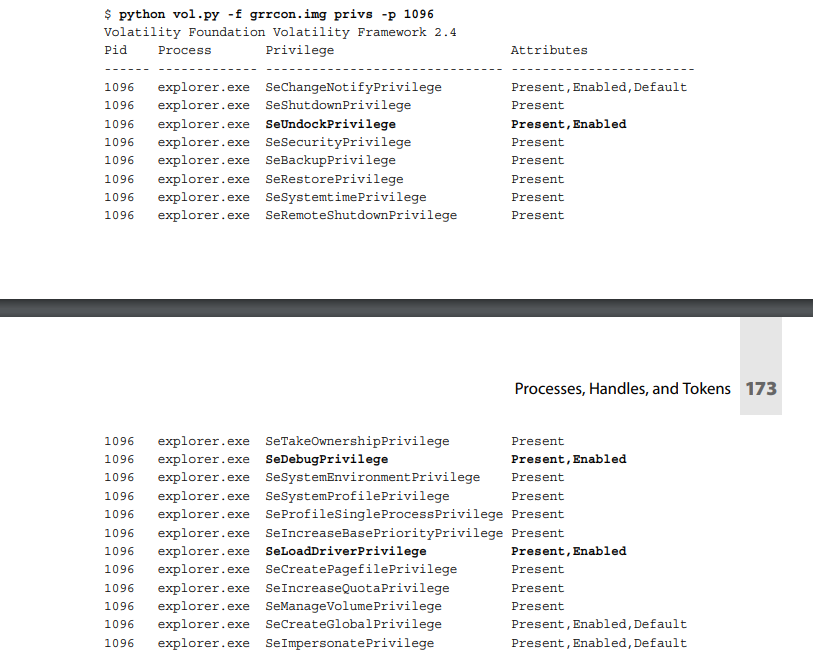 $ python vol.py -f grrcon.img privs -p 1096
Volatility Foundation Volatility Framework 2.4
Pid Process Privilege Attributes
------ ------------- ------------------------------- ------------------------
1096 explorer.exe SeChangeNotifyPrivilege Present,Enabled,Default
1096 explorer.exe SeShutdownPrivilege Present
1096 explorer.exe SeUndockPrivilege Present,Enabled
1096 explorer.exe SeSecurityPrivilege Present
1096 explorer.exe SeBackupPrivilege Present
1096 explorer.exe SeRestorePrivilege Present
1096 explorer.exe SeSystemtimePrivilege Present
1096 explorer.exe SeRemoteShutdownPrivilege Present
Processes, Handles, and Tokens 173
1096 explorer.exe SeTakeOwnershipPrivilege Present
1096 explorer.exe SeDebugPrivilege Present,Enabled
1096 explorer.exe SeSystemEnvironmentPrivilege Present
1096 explorer.exe SeSystemProfilePrivilege Present
1096 explorer.exe SeProfileSingleProcessPrivilege Present
1096 explorer.exe SeIncreaseBasePriorityPrivilege Present
1096 explorer.exe SeLoadDriverPrivilege Present,Enabled
1096 explorer.exe SeCreatePagefilePrivilege Present
1096 explorer.exe SeIncreaseQuotaPrivilege Present
1096 explorer.exe SeManageVolumePrivilege Present
1096 explorer.exe SeCreateGlobalPrivilege Present,Enabled,Default
1096 explorer.exe SeImpersonatePrivilege Present,Enabled,Default